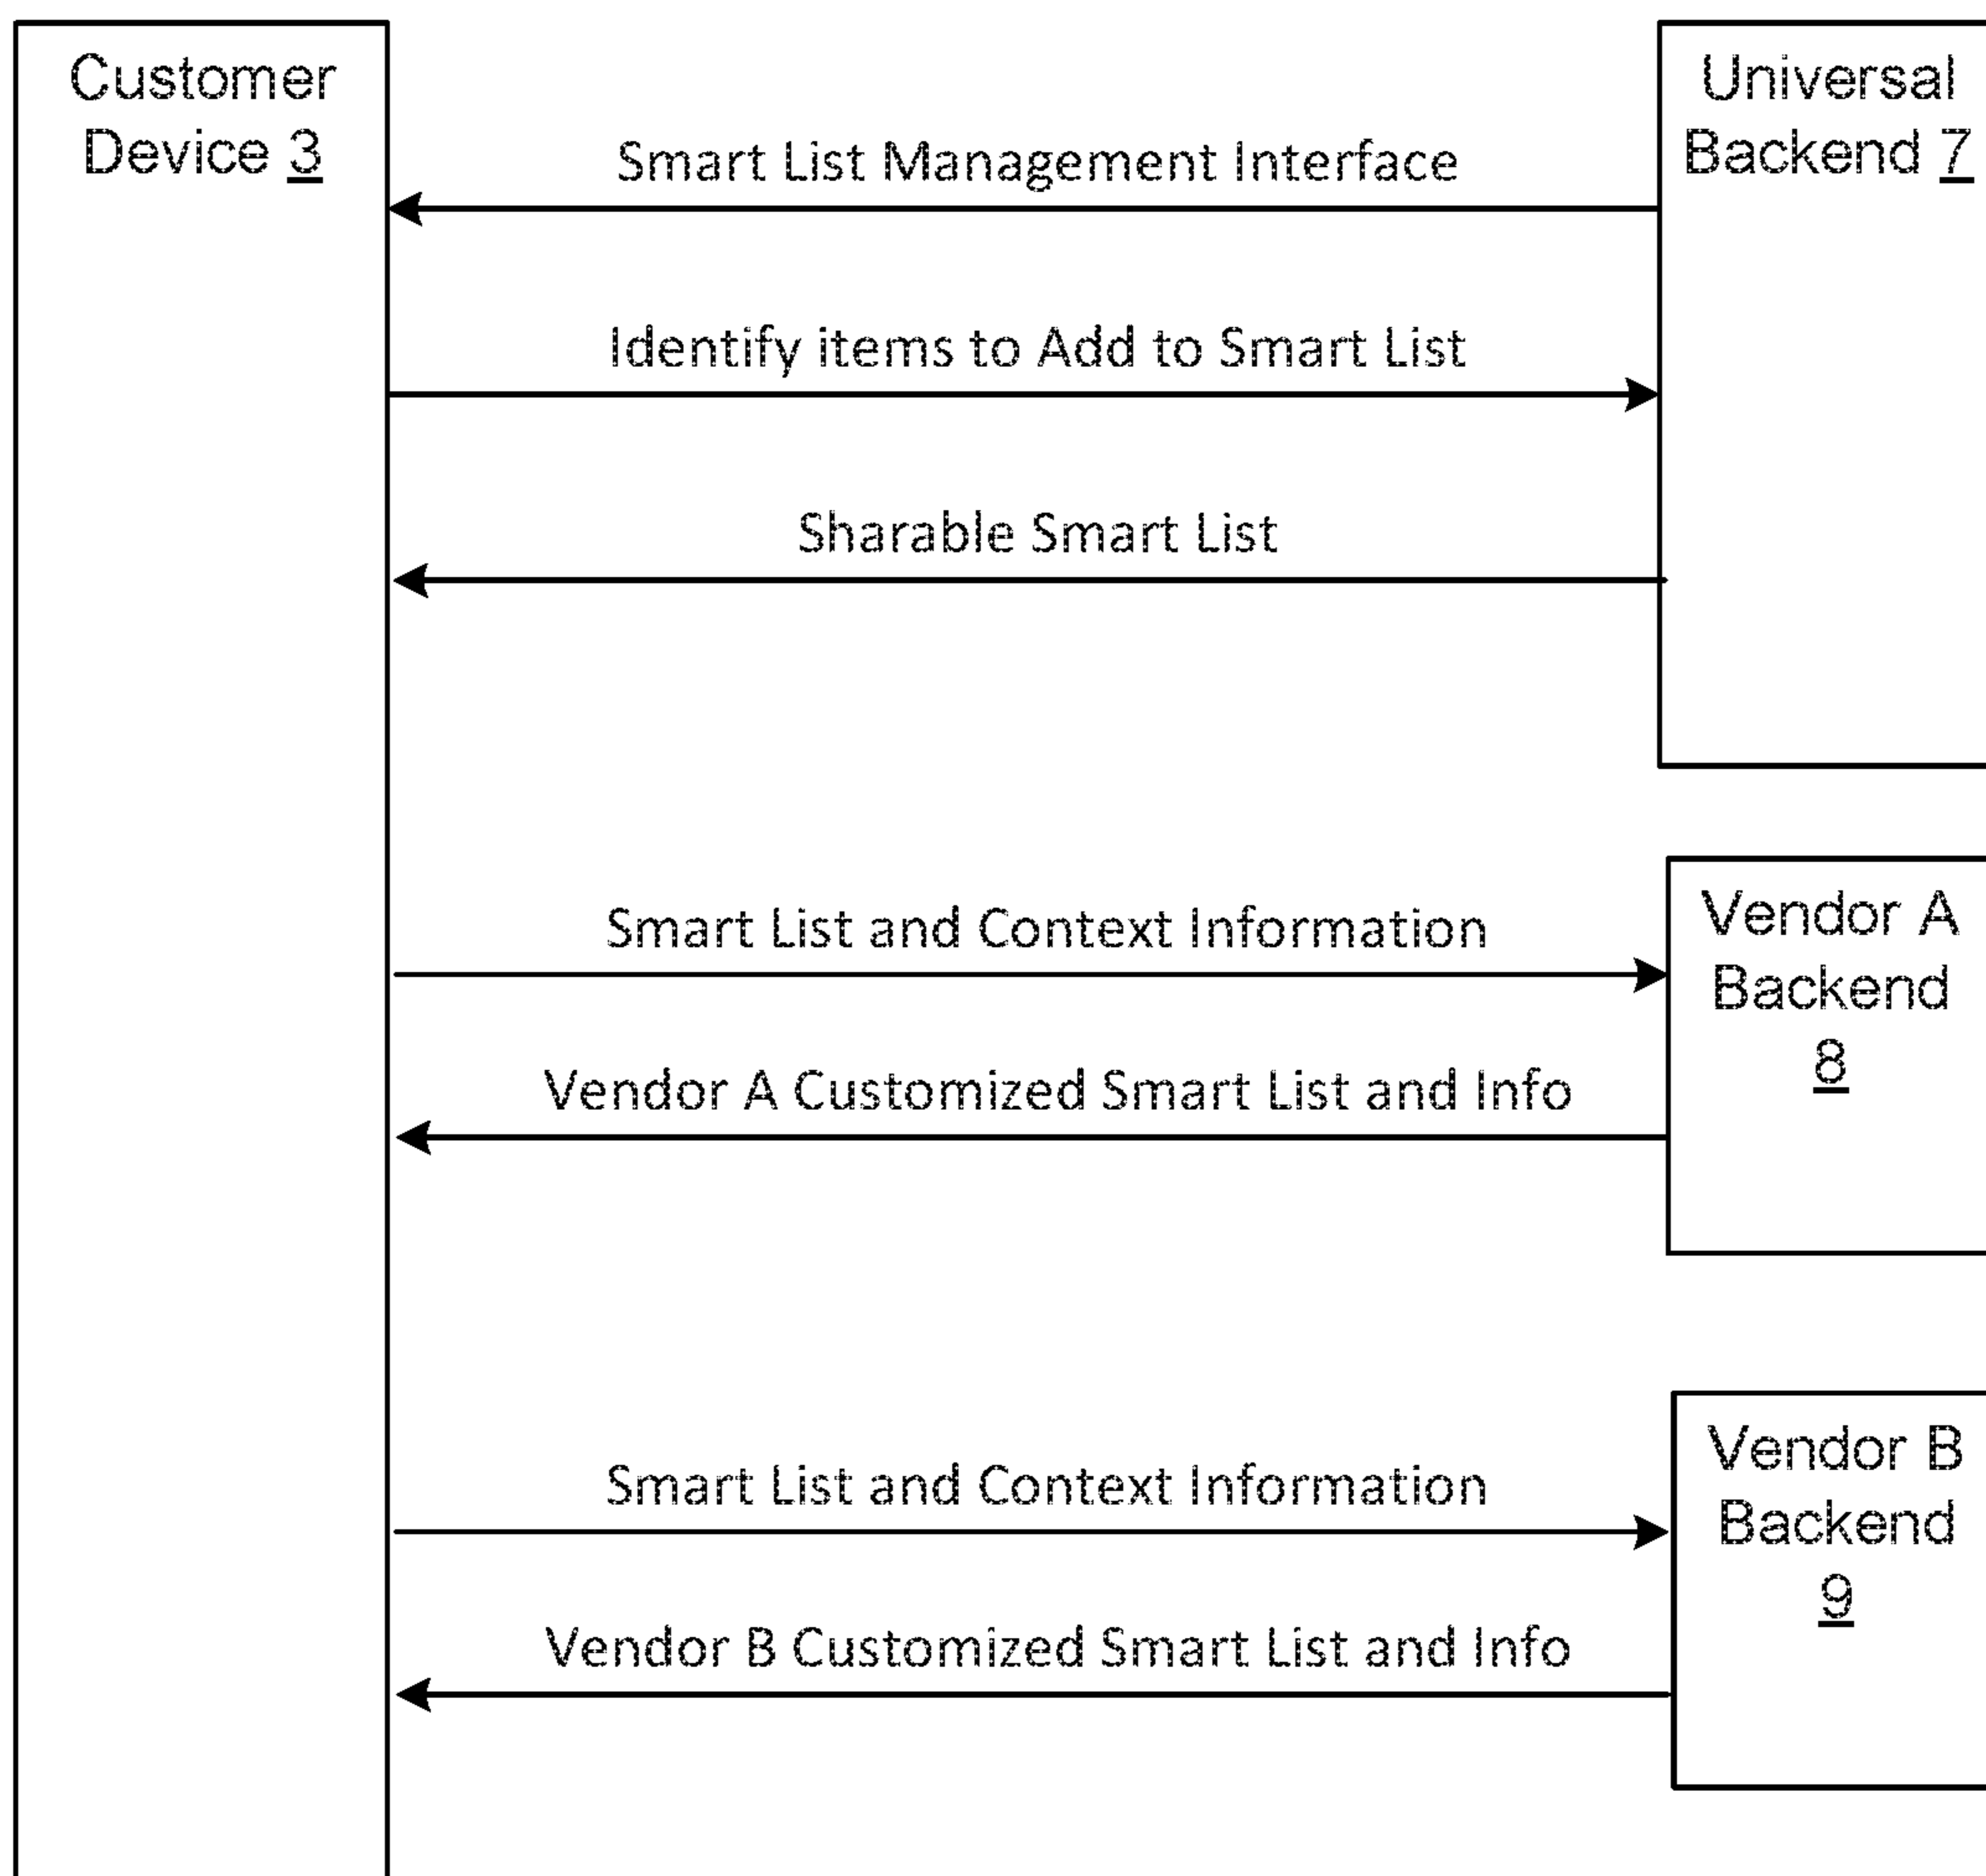 Customer
Device 3
Universal
Backend 7
Smart List Management Interface
Identify items to Add to Smart List
Sharable Smart List
Smart List and Context Information
Vendor A
Backend
8
Vendor A Customized Smart List and Info
Smart List and Context Information
Vendor B
Backend
9
Vendor B Customized Smart List and Info